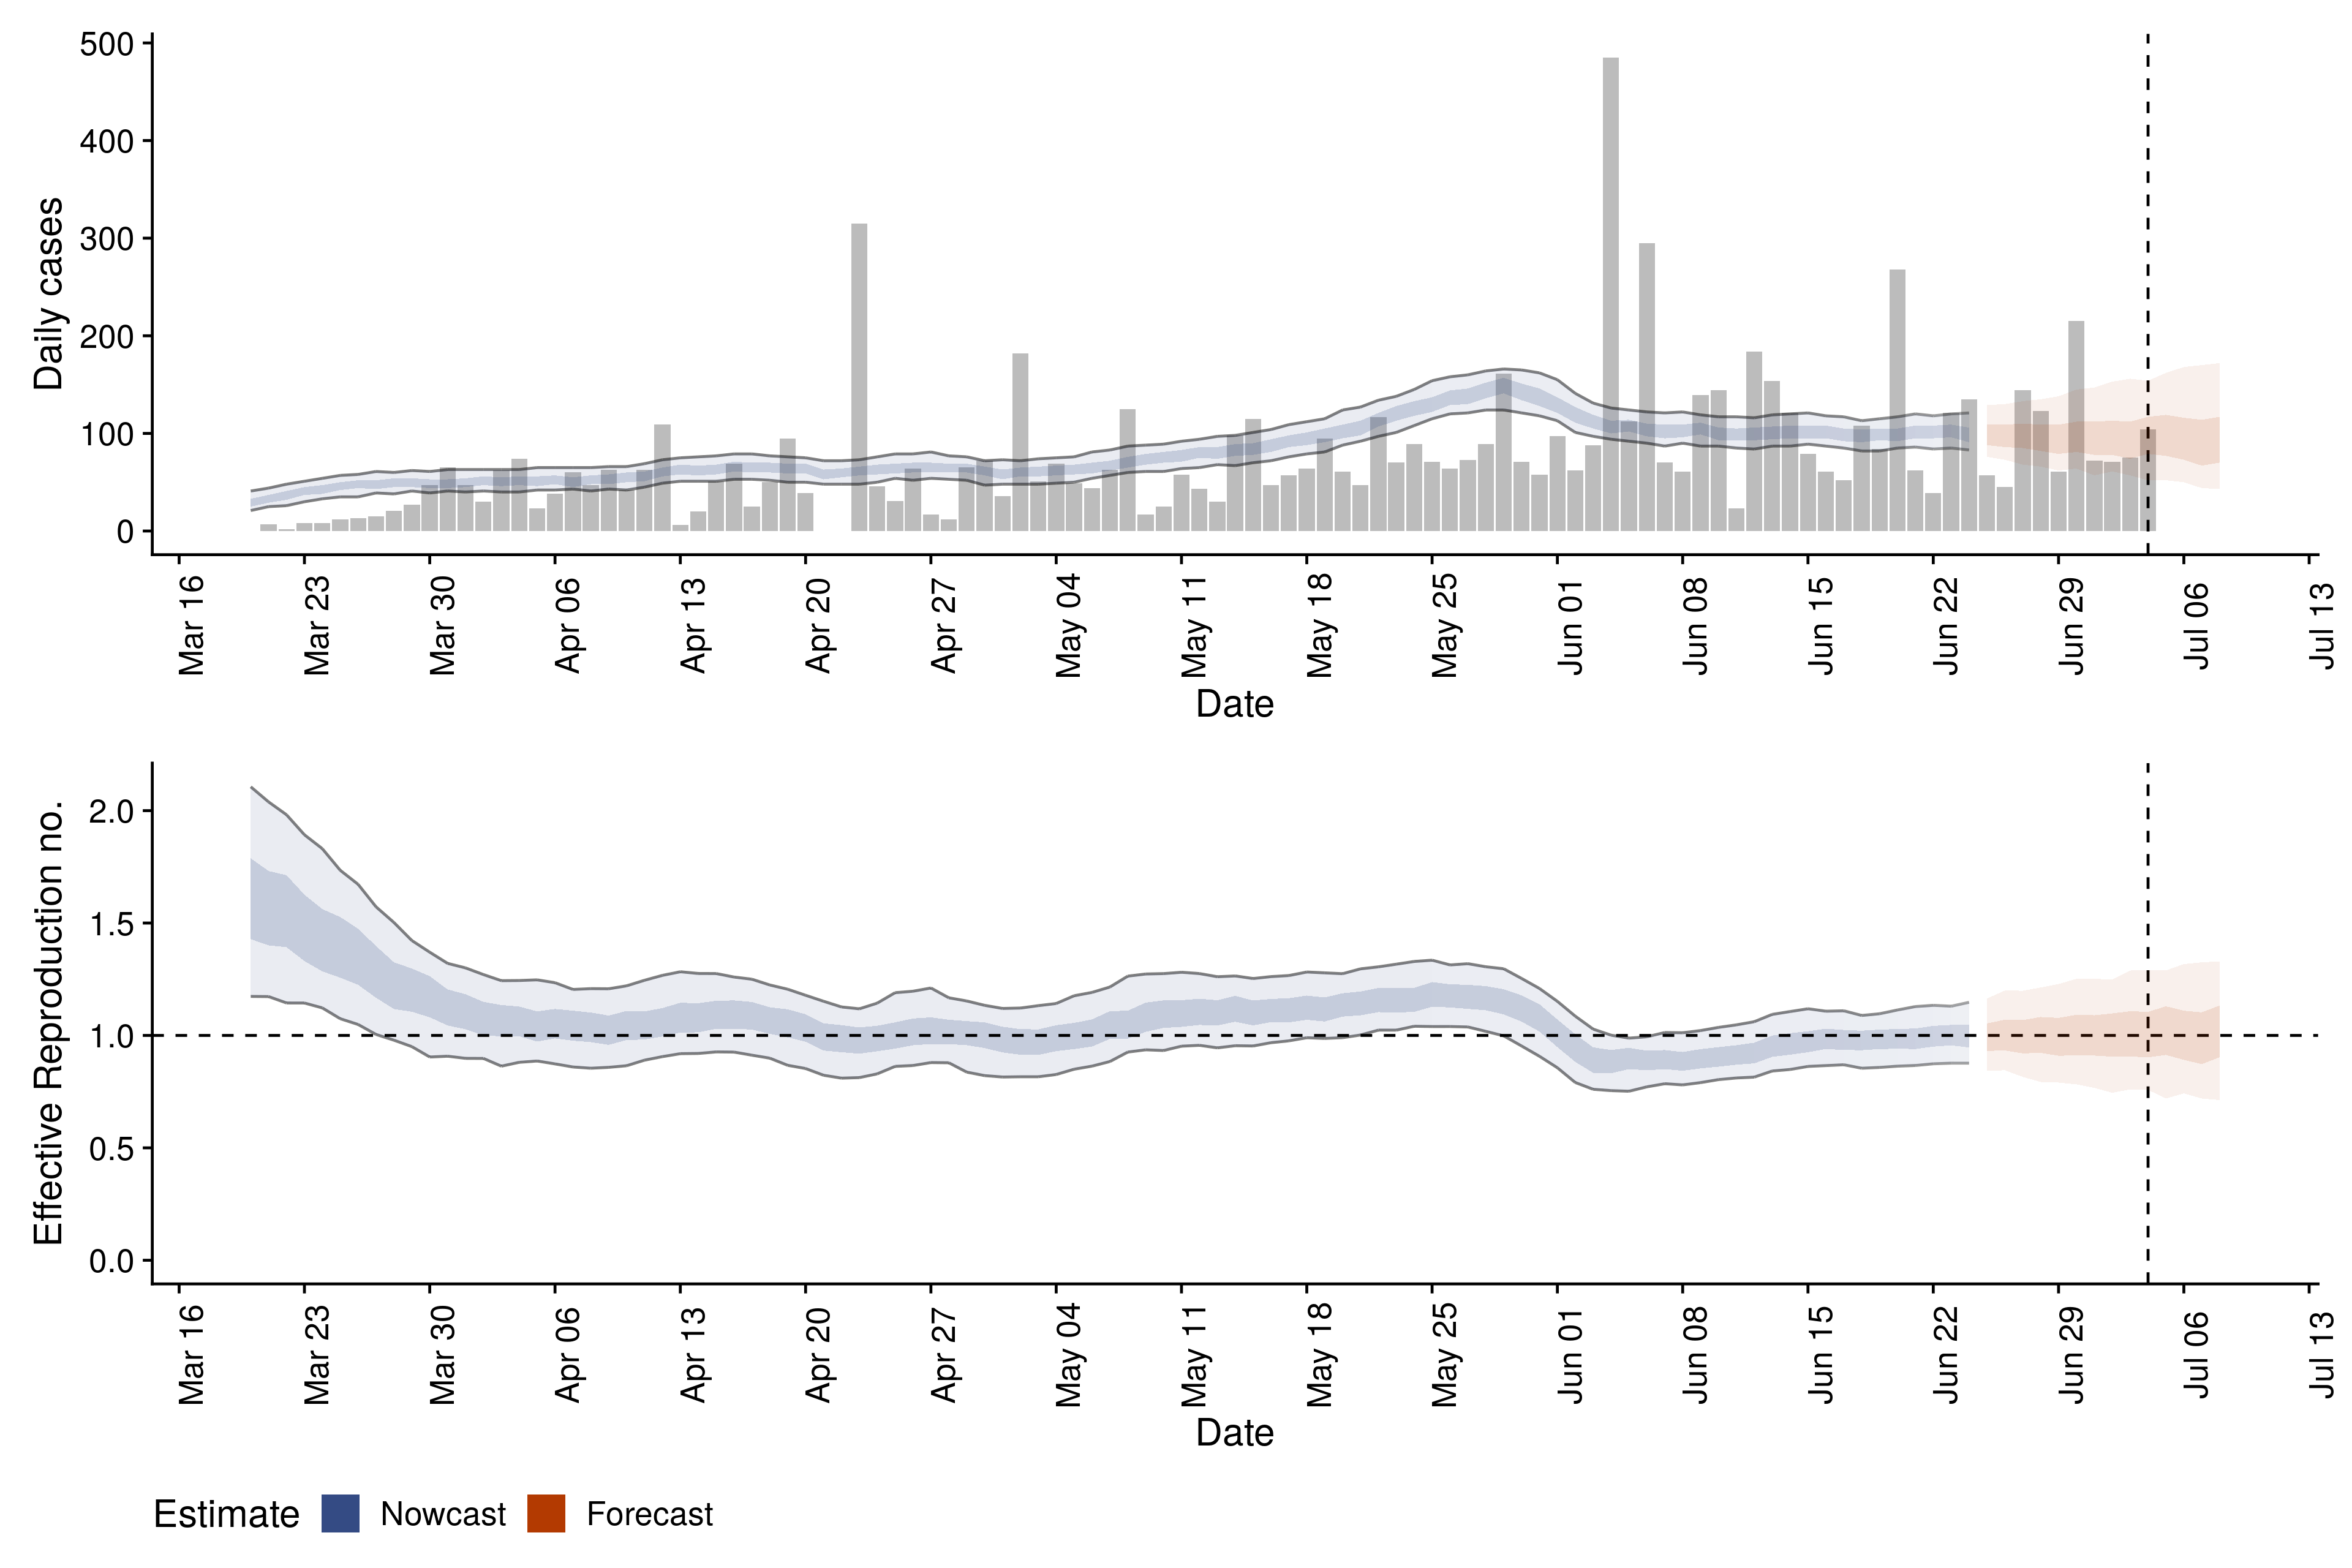 Daily cases
500
400
300
200
100
0
Mar 16 Mar 23 Mar 30 Apr 06 Apr 13 Apr 20 Apr 27 May 04 May 11 May 18 May 25 Jun 01 Jun 08 Jun 15 Jun 22 Jun 29 Jul 06 Jul 13
Date
Effective Reproduction no.
2.0
1.5
1.0
0.5
0.0
Mar 16 Mar 23 Mar 30 Apr 06 Apr 13 Apr 20 Apr 27 May 04 May 11 May 18 May 25 Jun 01 Jun 08 Jun 15 Jun 22 Jun 29 Jul 06 Jul 13
Date
Estimate Nowcast Forecast